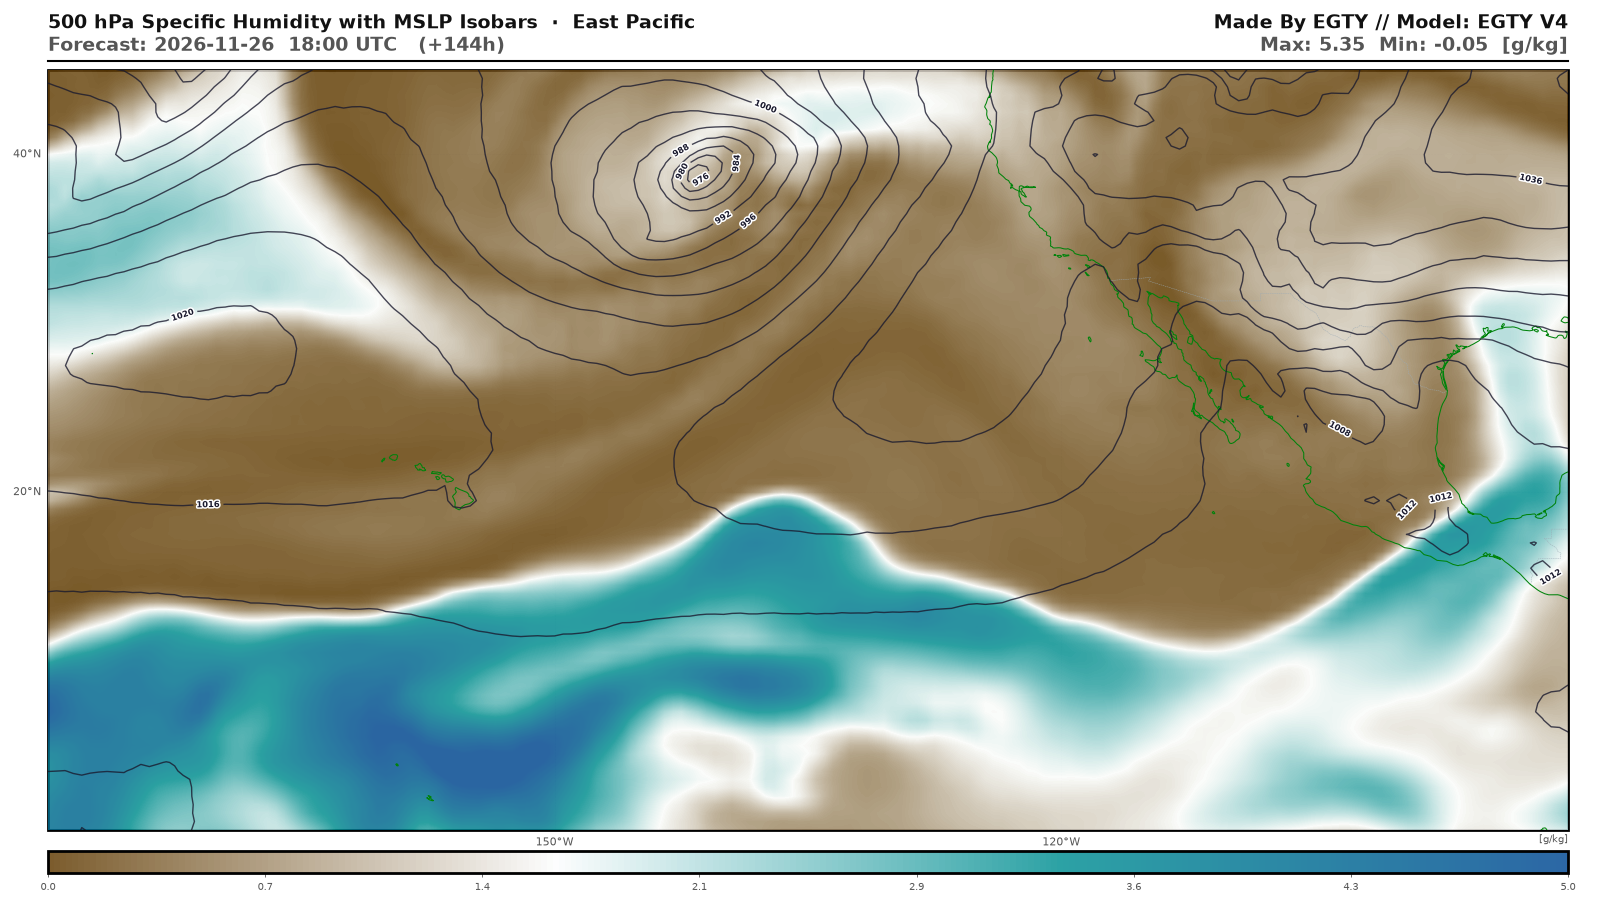 500 hPa Specific Humidity with MSLP Isobars · East Pacific
Made By EGTY // Model: EGTY V4
Forecast: 2026-11-26 18:00 UTC (+144h)
Max: 5.35 Min: -0.05 [g/kg]
1000
988
984
980
976
992
996
1036
1020
1008
1016
1012
1012
1012
40°N
20°N
150°W
120°W
[g/kg]
0.0
0.7
1.4
2.1
2.9
3.6
4.3
5.0